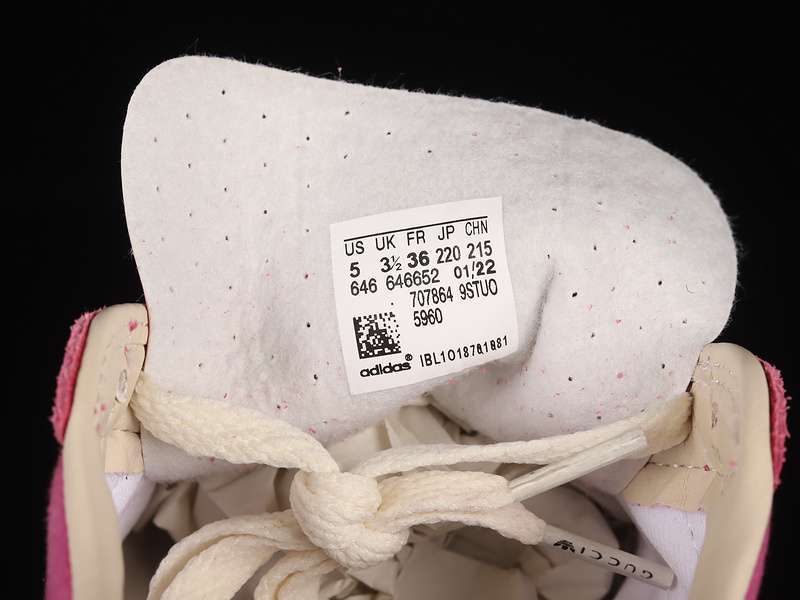 US UK FR JP CHN
5 3½ 36 220 215
646 646652 01/22
707864 9STUO
5960
adidas® IBL1018781881
GUCCI